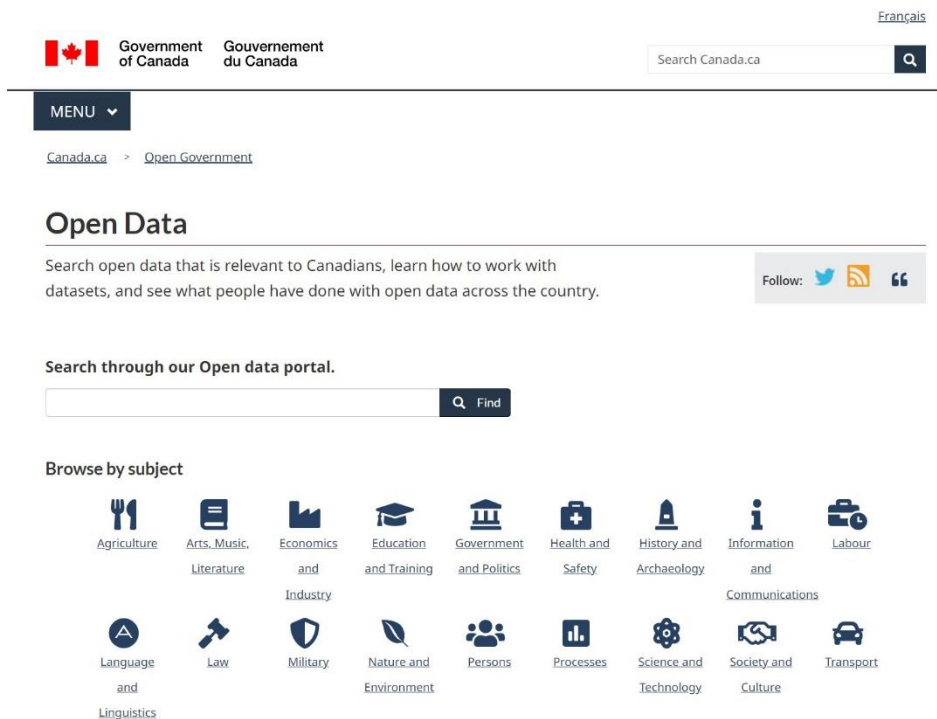 Français
Government of Canada
Gouvernement du Canada
Search Canada.ca
MENU
Canada.ca > Open Government
Open Data
Search open data that is relevant to Canadians, learn how to work with
datasets, and see what people have done with open data across the country.
Follow:
Search through our Open data portal.
Find
Browse by subject
Agriculture
Arts, Music,
Literature
Economics
and
Industry
Education
and Training
Government
and Politics
Health and
Safety
History and
Archaeology
Information
and
Communications
Labour
Language
and
Linguistics
Law
Military
Nature and
Environment
Persons
Processes
Science and
Technology
Society and
Culture
Transport